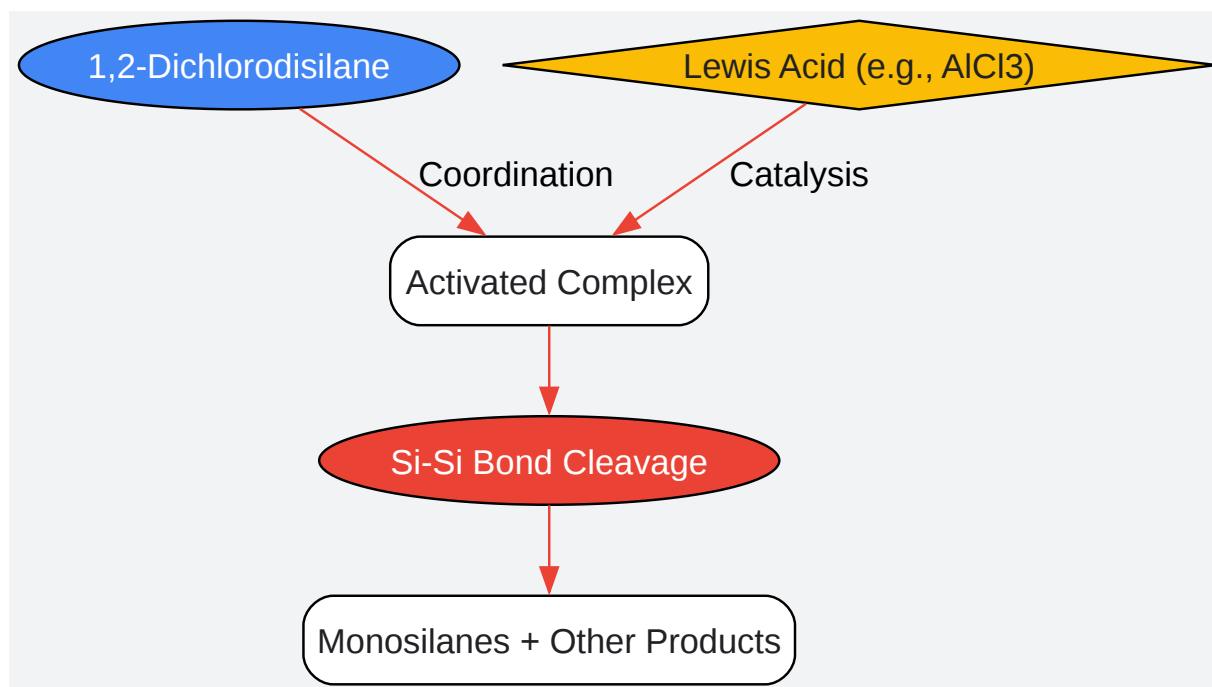 1,2-Dichlorodisilane
Lewis Acid (e.g., AlCl3)
Coordination
Catalysis
Activated Complex
Si-Si Bond Cleavage
Monosilanes + Other Products